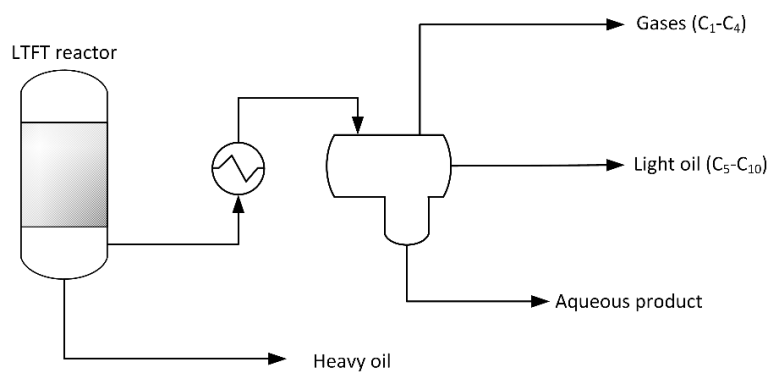 Gases (C₁-C₄)
LTFT reactor
Light oil (C₅-C₁₀)
Aqueous product
Heavy oil